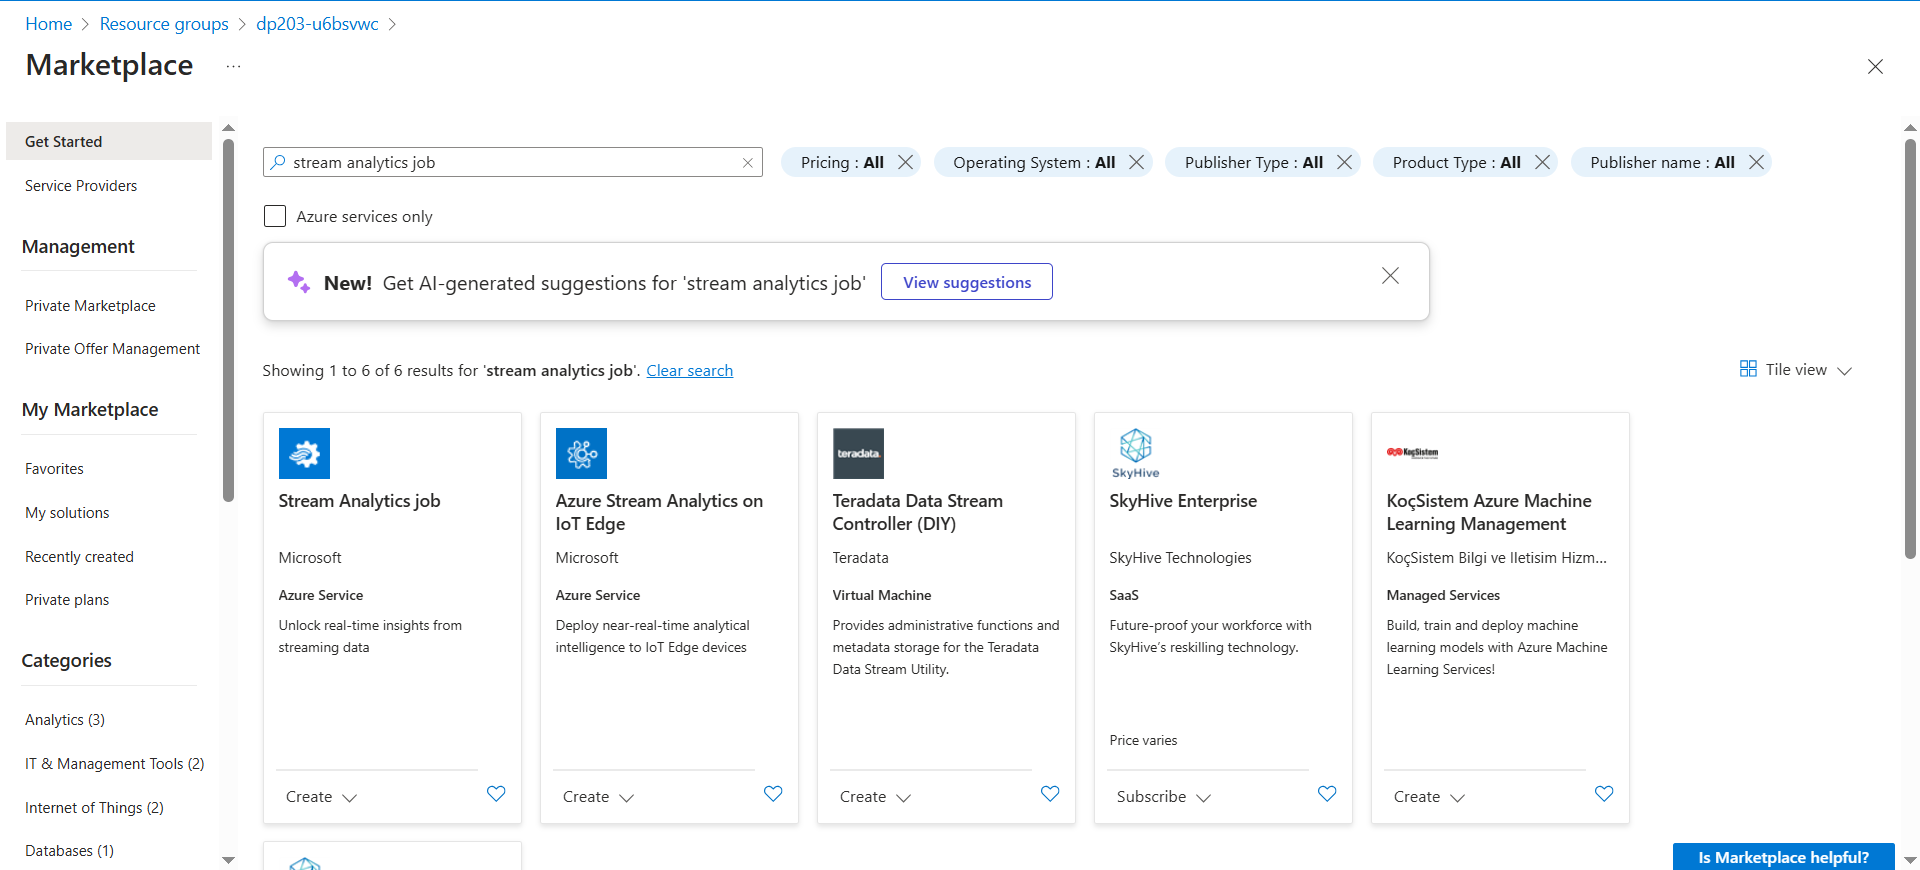 Home > Resource groups > dp203-u6bsvwc >
Marketplace ...
Get Started
Service Providers
Management
Private Marketplace
Private Offer Management
My Marketplace
Favorites
My solutions
Recently created
Private plans
Categories
Analytics (3)
IT & Management Tools (2)
Internet of Things (2)
Databases (1)
stream analytics job
Pricing : All
Operating System : All
Publisher Type : All
Product Type : All
Publisher name : All
Azure services only
New! Get AI-generated suggestions for 'stream analytics job' View suggestions
Showing 1 to 6 of 6 results for 'stream analytics job'. Clear search
Tile view
Stream Analytics job
Microsoft
Azure Service
Unlock real-time insights from
streaming data
Create
Azure Stream Analytics on
IoT Edge
Microsoft
Azure Service
Deploy near-real-time analytical
intelligence to IoT Edge devices
Create
teradata.
Teradata Data Stream
Controller (DIY)
Teradata
Virtual Machine
Provides administrative functions and
metadata storage for the Teradata
Data Stream Utility.
Create
SkyHive
SkyHive Enterprise
SkyHive Technologies
SaaS
Future-proof your workforce with
SkyHive's reskilling technology.
Price varies
Subscribe
KoçSistem
KoçSistem Azure Machine
Learning Management
KoçSistem Bilgi ve Iletisim Hizm...
Managed Services
Build, train and deploy machine
learning models with Azure Machine
Learning Services!
Create
Is Marketplace helpful?